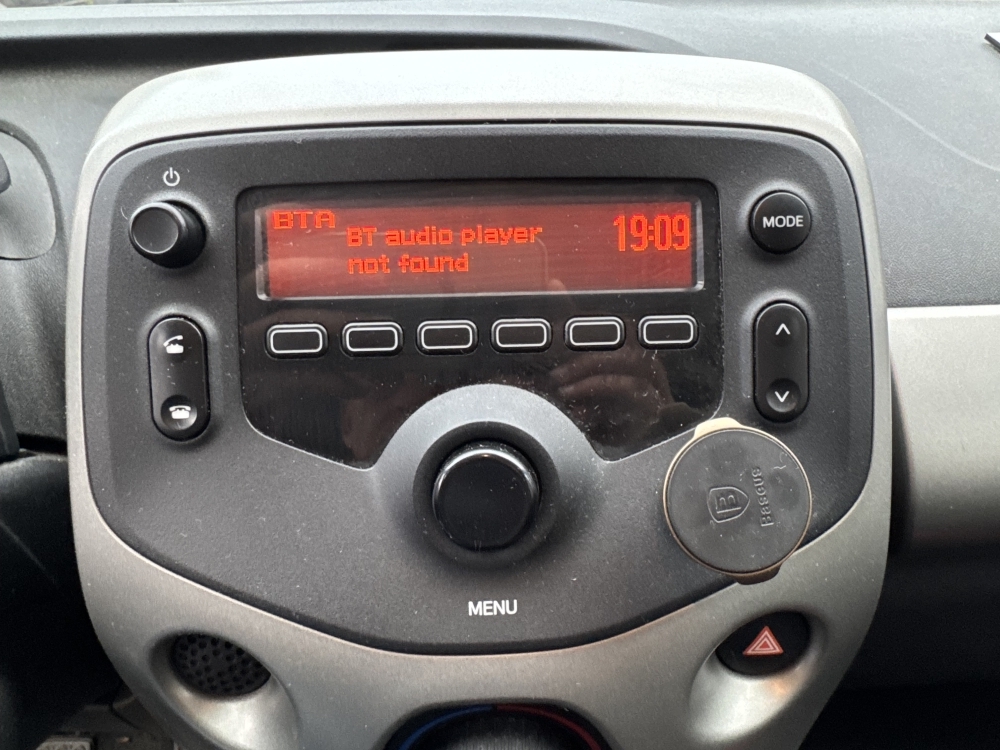 BTA
BT audio player
not found
19:09
MODE
Baseus
MENU